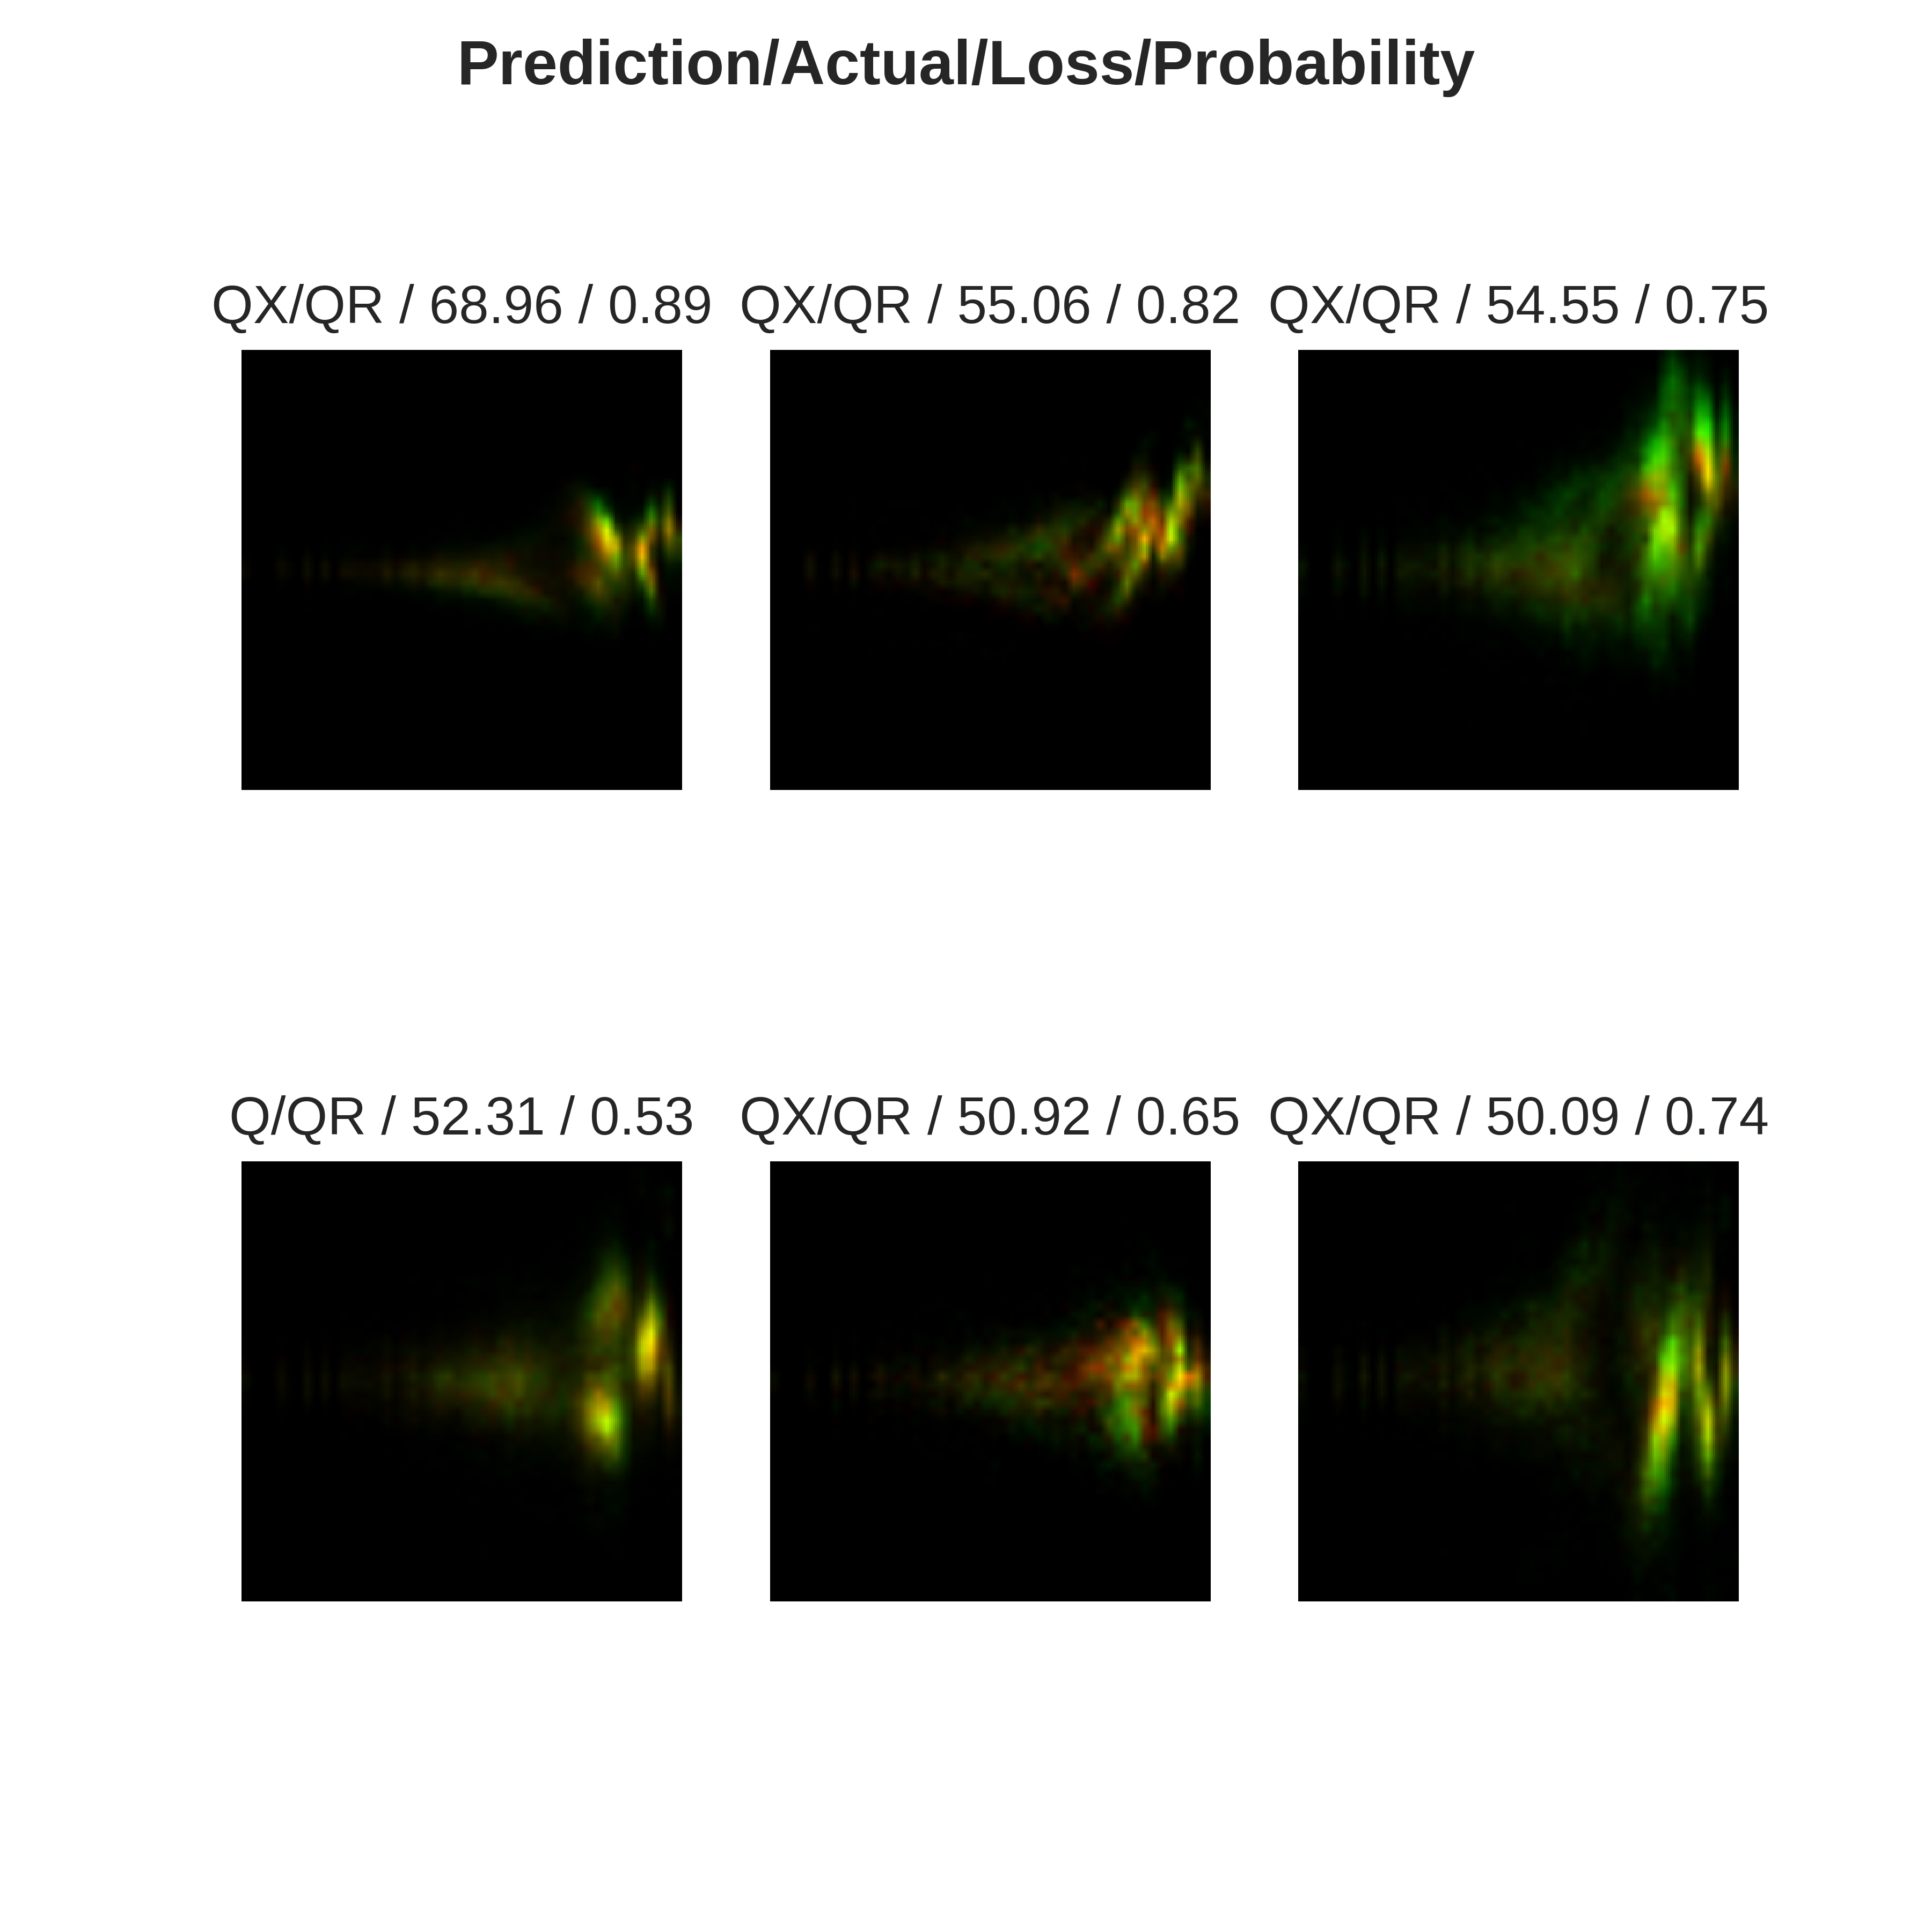 Prediction/Actual/Loss/Probability
QX/QR / 68.96 / 0.89
QX/QR / 55.06 / 0.82
QX/QR / 54.55 / 0.75
Q/QR / 52.31 / 0.53
QX/QR / 50.92 / 0.65
QX/QR / 50.09 / 0.74